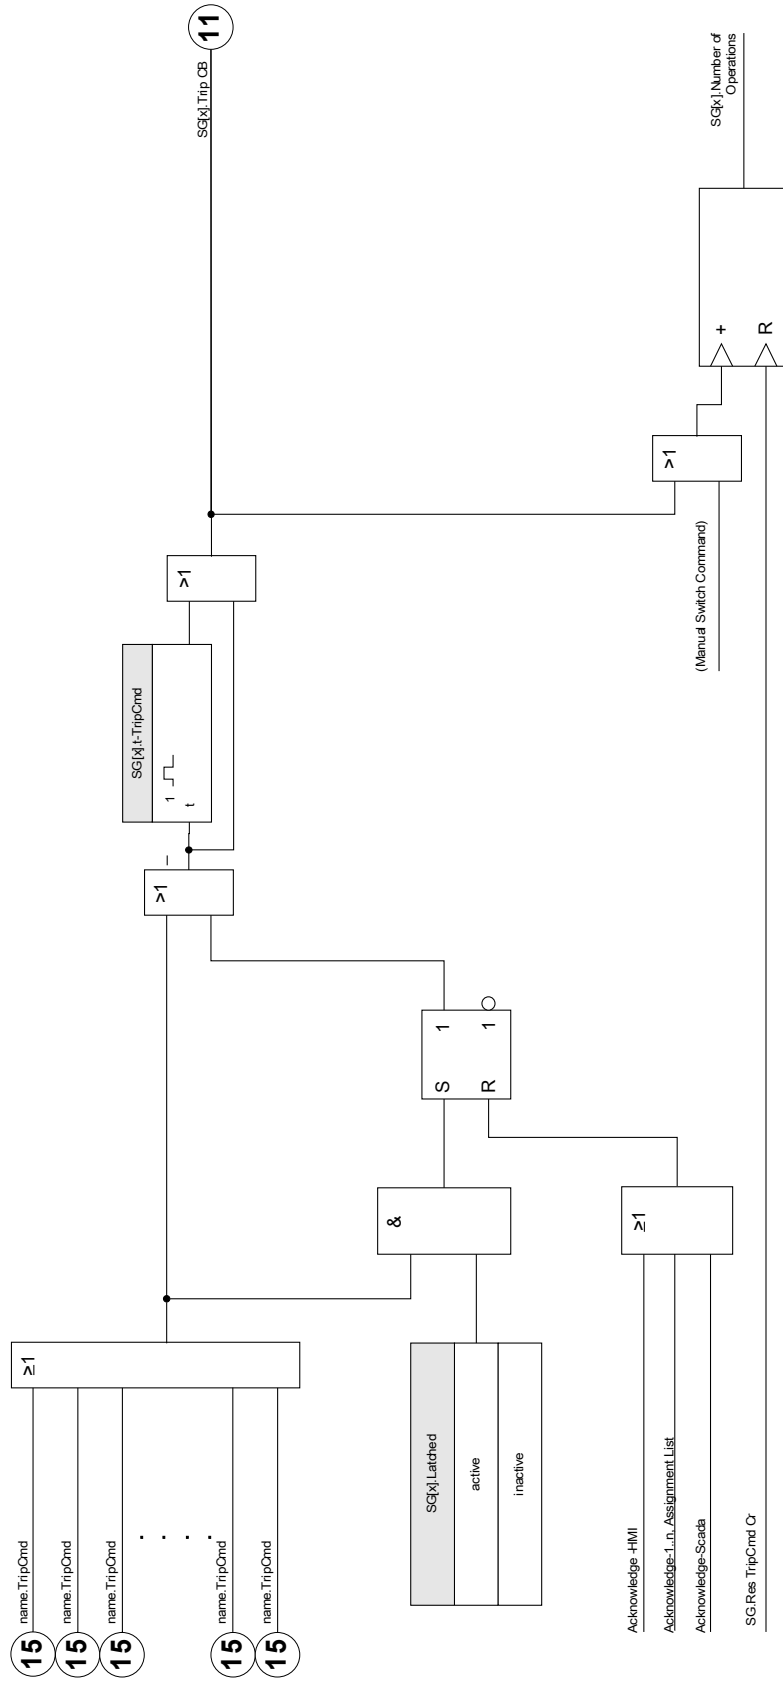 15 name.TripCmd
15 name.TripCmd
15 name.TripCmd
. . . .
15 name.TripCmd
15 name.TripCmd
≥1
SG[x].Latched
active
inactive
&
Acknowledge -HMI
Acknowledge-1..n, Assignment List
Acknowledge-Scada
≥1
SG.Res TripCmd Cr
S 1
R 1
>1
SG[x].t-TripCmd
1
t
>1
SG[x].Trip CB
11
(Manual Switch Command)
>1
+
R
SG[x].Number of
Operations